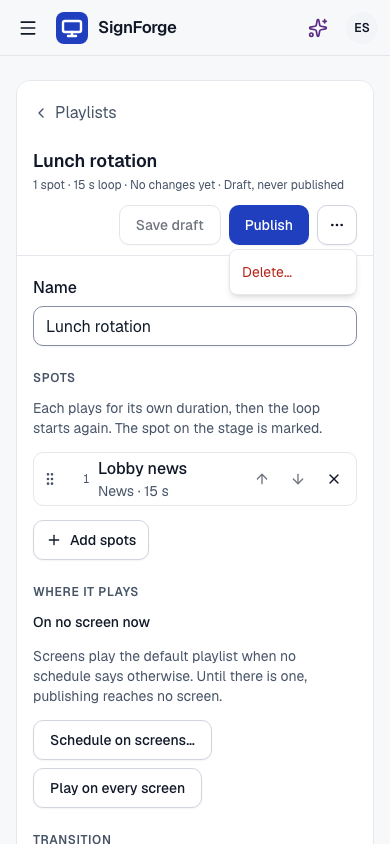 SignForge
ES
Playlists
Lunch rotation
1 spot · 15 s loop · No changes yet · Draft, never published
Save draft
Publish
Delete...
Name
Lunch rotation
SPOTS
Each plays for its own duration, then the loop
starts again. The spot on the stage is marked.
1
Lobby news
News · 15 s
Add spots
WHERE IT PLAYS
On no screen now
Screens play the default playlist when no
schedule says otherwise. Until there is one,
publishing reaches no screen.
Schedule on screens...
Play on every screen
TRANSITION